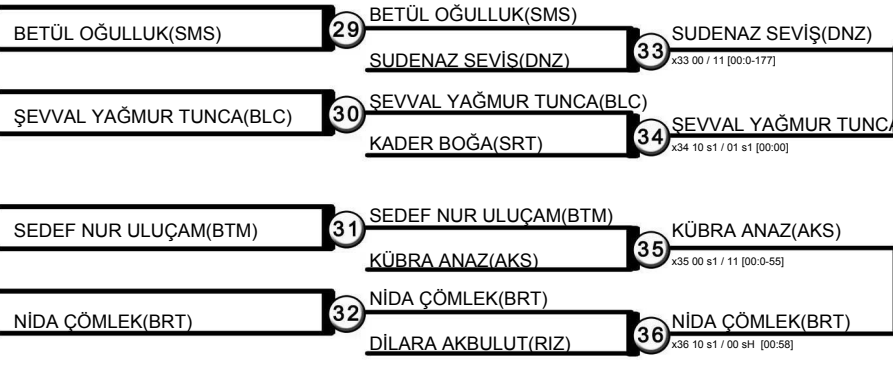 BETÜL OĞULLUK(SMS)
29
BETÜL OĞULLUK(SMS)
SUDENAZ SEVİŞ(DNZ)
33
SUDENAZ SEVİŞ(DNZ)
x33 00 / 11 [00:0-177]
ŞEVVAL YAĞMUR TUNCA(BLC)
30
ŞEVVAL YAĞMUR TUNCA(BLC)
KADER BOĞA(SRT)
34
ŞEVVAL YAĞMUR TUNCA
x34 10 s1 / 01 s1 [00:00]
SEDEF NUR ULUÇAM(BTM)
31
SEDEF NUR ULUÇAM(BTM)
KÜBRA ANAZ(AKS)
35
KÜBRA ANAZ(AKS)
x35 00 s1 / 11 [00:0-55]
NİDA ÇÖMLEK(BRT)
32
NİDA ÇÖMLEK(BRT)
DİLARA AKBULUT(RIZ)
36
NİDA ÇÖMLEK(BRT)
x36 10 s1 / 00 sH [00:58]